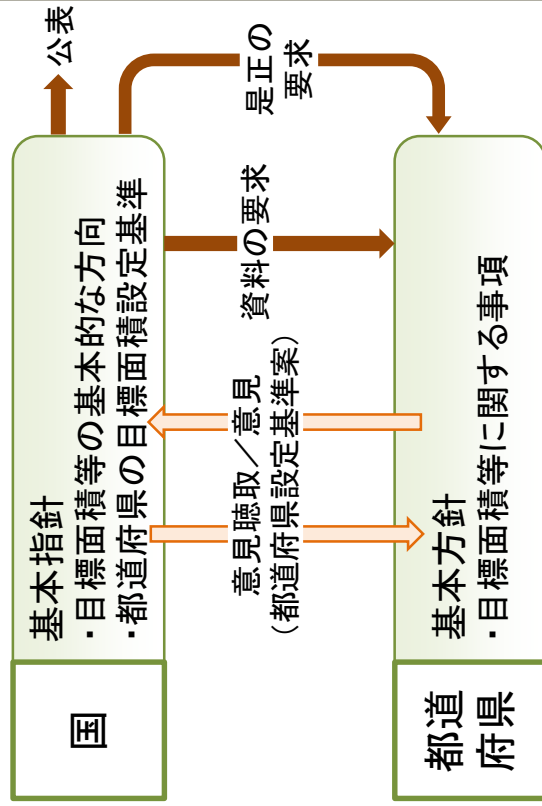 国
基本指針
・目標面積等の基本的な方向
・都道府県の目標面積設定基準
公表
意見聴取／意見
（都道府県設定基準案）
資料の要求
是正の
要求
都道
府県
基本方針
・目標面積等に関する事項